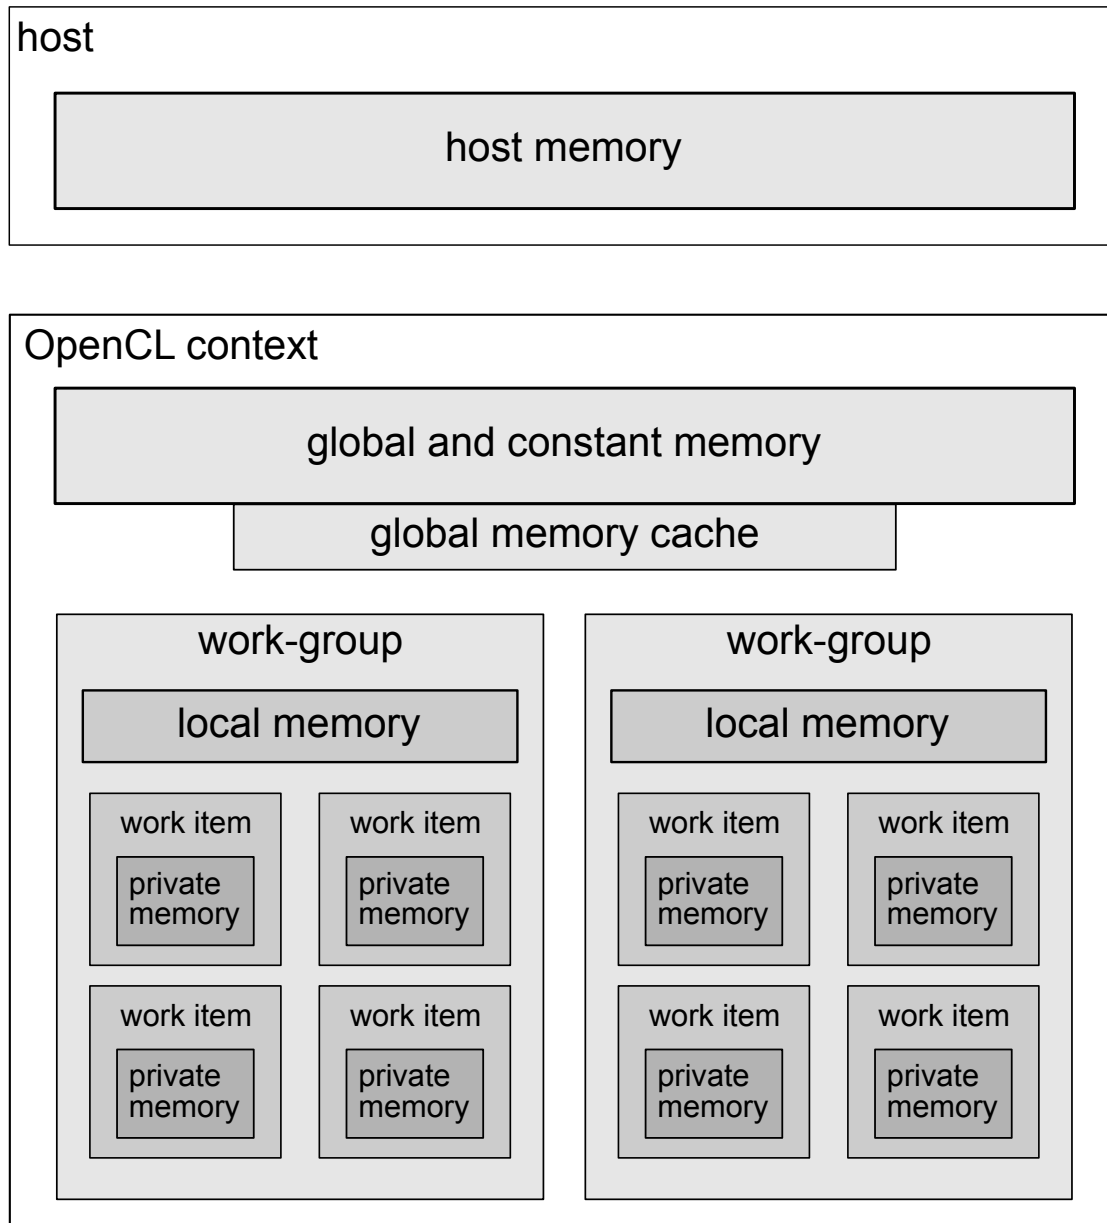 host
host memory
OpenCL context
global and constant memory
global memory cache
work-group
local memory
work item
private
memory
work item
private
memory
work item
private
memory
work item
private
memory
work-group
local memory
work item
private
memory
work item
private
memory
work item
private
memory
work item
private
memory